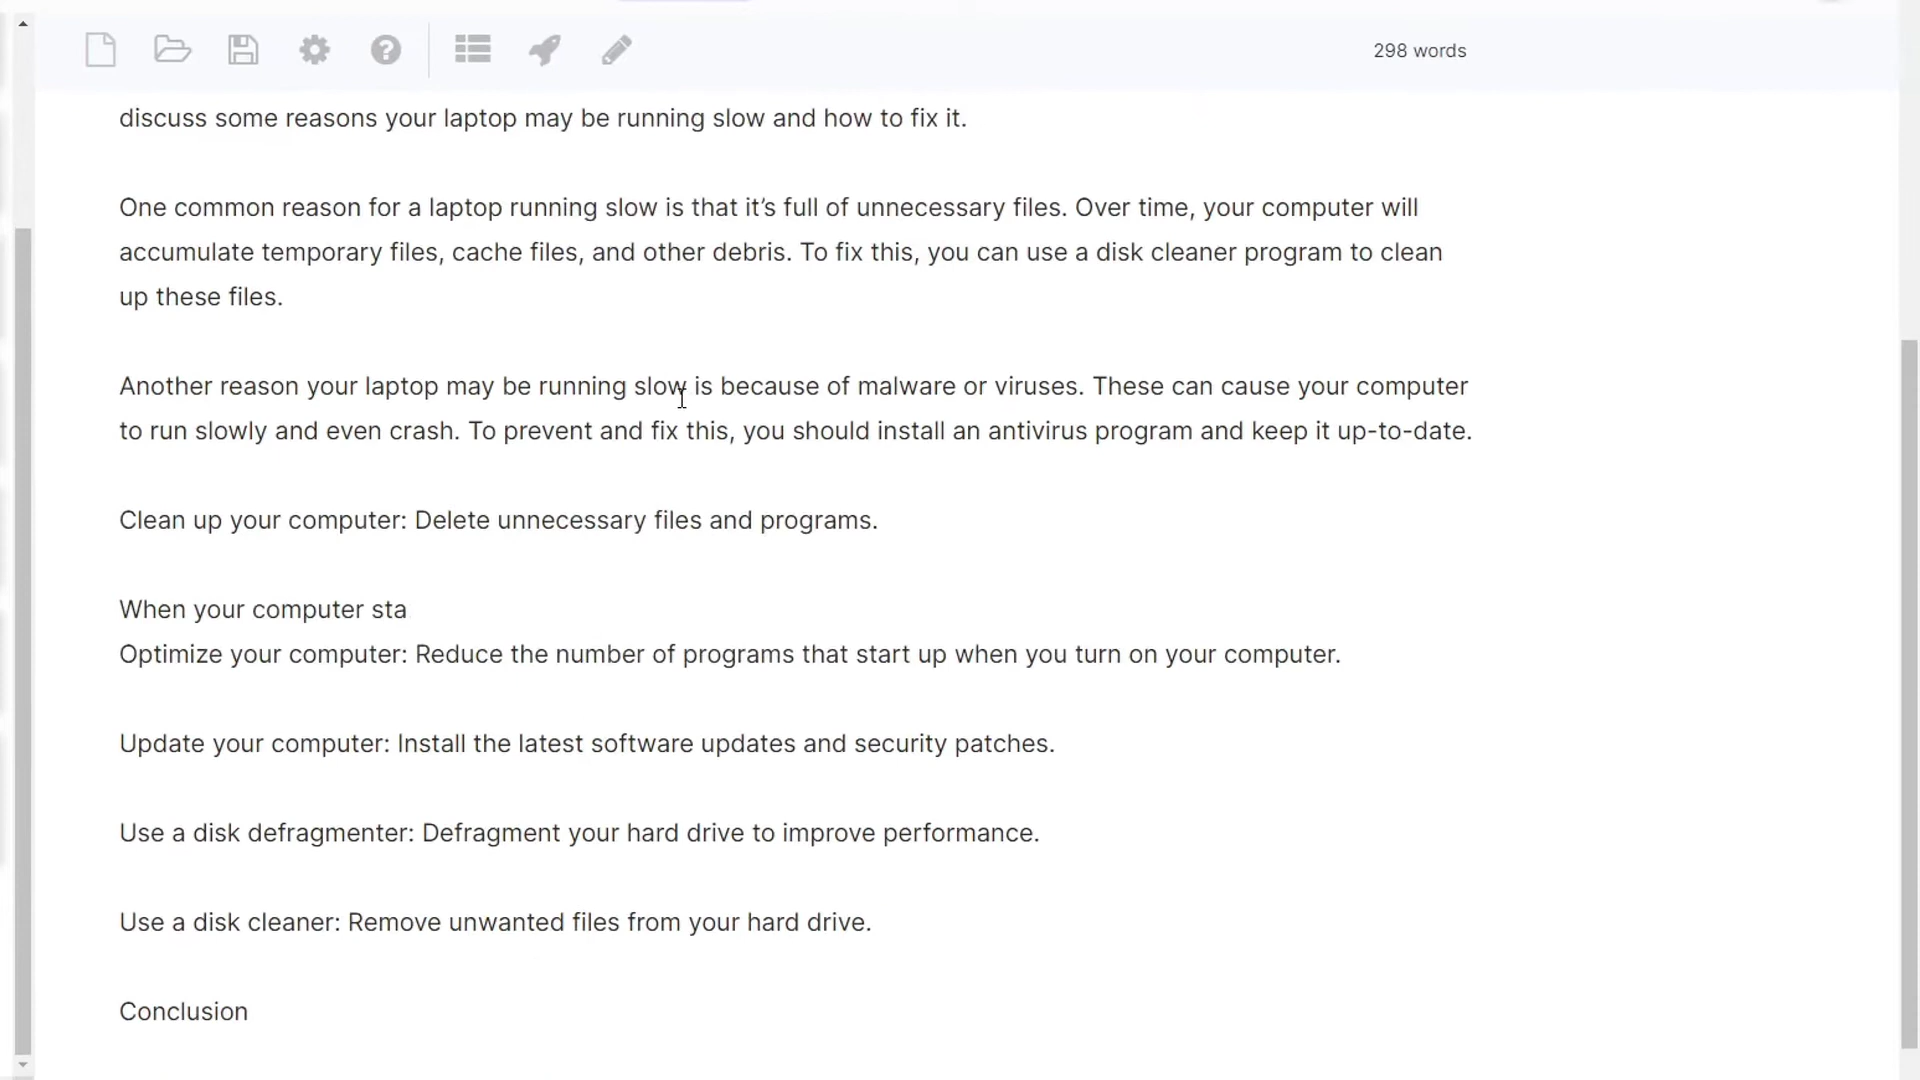 298 words
discuss some reasons your laptop may be running slow and how to fix it.
One common reason for a laptop running slow is that it’s full of unnecessary files. Over time, your computer will
accumulate temporary files, cache files, and other debris. To fix this, you can use a disk cleaner program to clean
up these files.
Another reason your laptop may be running slow is because of malware or viruses. These can cause your computer
to run slowly and even crash. To prevent and fix this, you should install an antivirus program and keep it up-to-date.
Clean up your computer: Delete unnecessary files and programs.
When your computer sta
Optimize your computer: Reduce the number of programs that start up when you turn on your computer.
Update your computer: Install the latest software updates and security patches.
Use a disk defragmenter: Defragment your hard drive to improve performance.
Use a disk cleaner: Remove unwanted files from your hard drive.
Conclusion